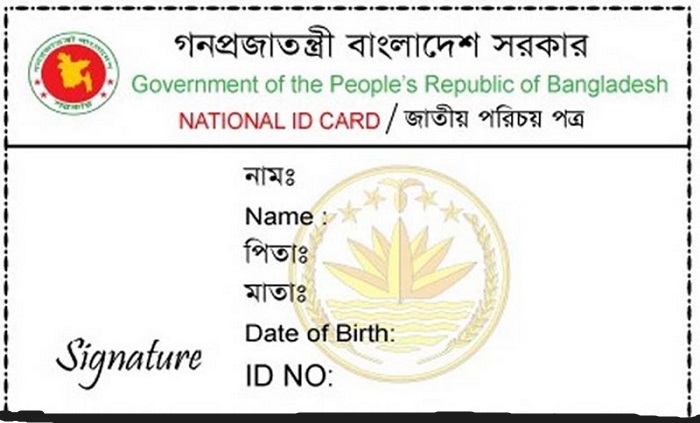 গনপ্রজাতন্ত্রী বাংলাদেশ সরকার
Government of the People's Republic of Bangladesh
NATIONAL ID CARD / জাতীয় পরিচয় পত্র
নামঃ
Name :
পিতাঃ
মাতাঃ
Date of Birth:
Signature
ID NO: